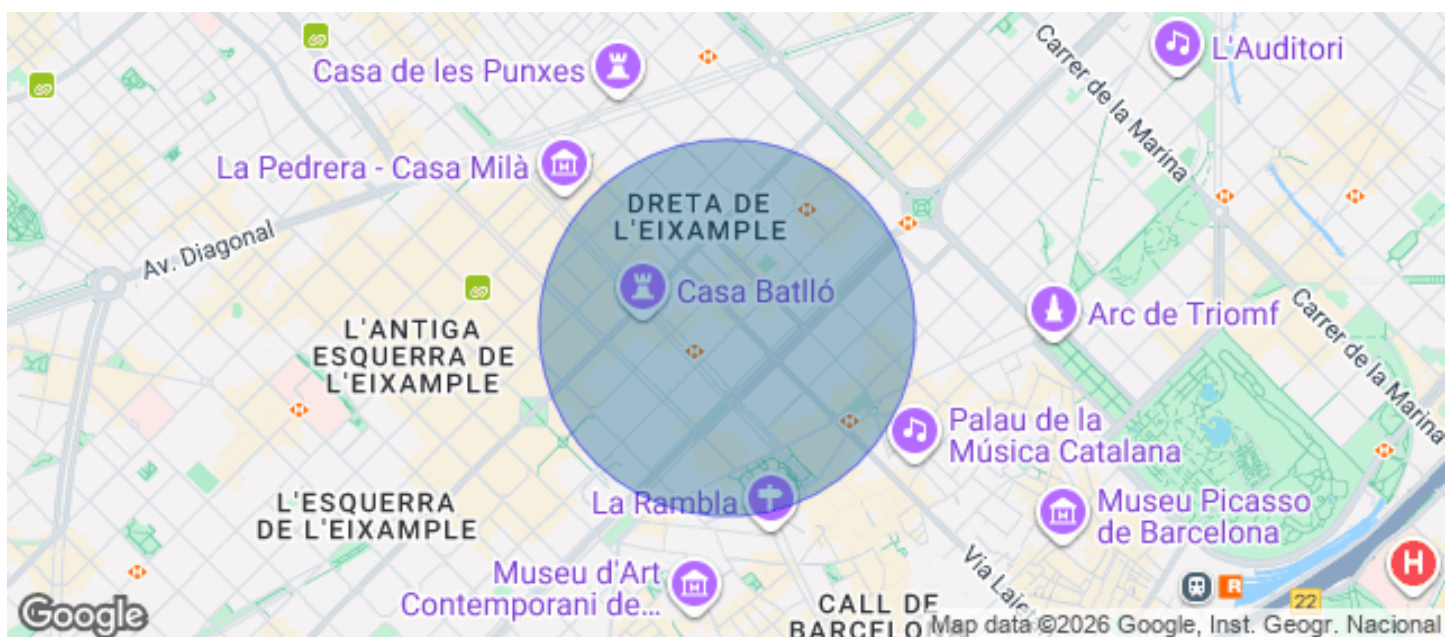 L'Auditori
Carrer de la Marina
Casa de les Punxes
La Pedrera - Casa Milà
DRETA DE
L'EIXAMPLE
Av. Diagonal
Casa Batlló
Arc de Triomf
Carrer de la Marina
L'ANTIGA
ESQUERRA DE
L'EIXAMPLE
Palau de la
Música Catalana
L'ESQUERRA
DE L'EIXAMPLE
La Rambla
Museu Picasso
de Barcelona
H
Museu d'Art
Contemporani de...
Via Laiet
R
22
CALL DE
BARCELO
Google
Map data ©2026 Google, Inst. Geogr. Nacional